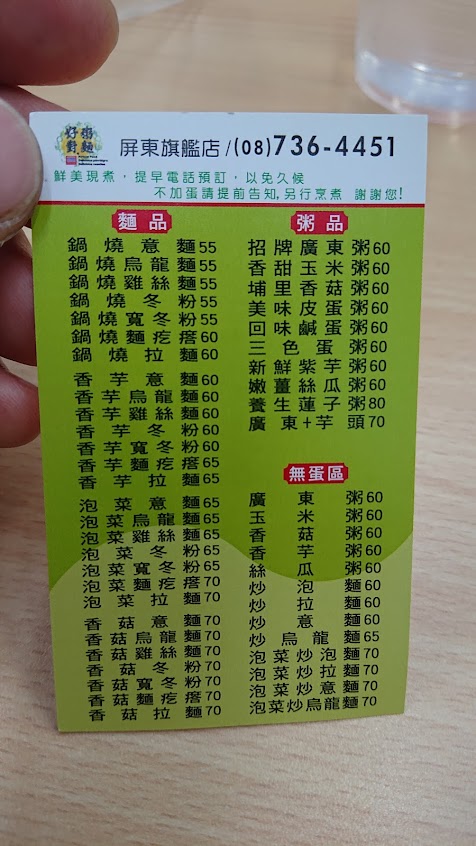 好粥
對麵
屏東旗艦店/(08)736-4451
鮮美現煮，提早電話預訂，以免久候
不加蛋請提前告知,另行烹煮 謝謝您!
麵品
鍋燒意麵55
鍋燒烏龍麵55
鍋燒雞絲麵55
鍋燒冬粉55
鍋燒寬冬粉55
鍋燒麵疙瘩60
鍋燒拉麵60
香芋意麵60
香芋烏龍麵60
香芋雞絲麵60
香芋冬粉60
香芋寬冬粉60
香芋麵疙瘩65
香芋拉麵65
泡菜意麵65
泡菜烏龍麵65
泡菜雞絲麵65
泡菜冬粉65
泡菜寬冬粉65
泡菜麵疙瘩70
泡菜拉麵70
香菇意麵70
香菇烏龍麵70
香菇雞絲麵70
香菇冬粉70
香菇寬冬粉70
香菇麵疙瘩70
香菇拉麵70
粥品
招牌廣東粥60
香甜玉米粥60
埔里香菇粥60
美味皮蛋粥60
回味鹹蛋粥60
三色蛋粥60
新鮮紫芋粥60
嫩薑絲瓜粥60
養生蓮子粥80
廣東+芋頭70
無蛋區
廣東粥60
玉米粥60
香菇粥60
香芋粥60
絲瓜粥60
炒泡麵60
炒拉麵60
炒意麵60
炒烏龍麵65
泡菜炒泡麵70
泡菜炒拉麵70
泡菜炒意麵70
泡菜炒烏龍麵70